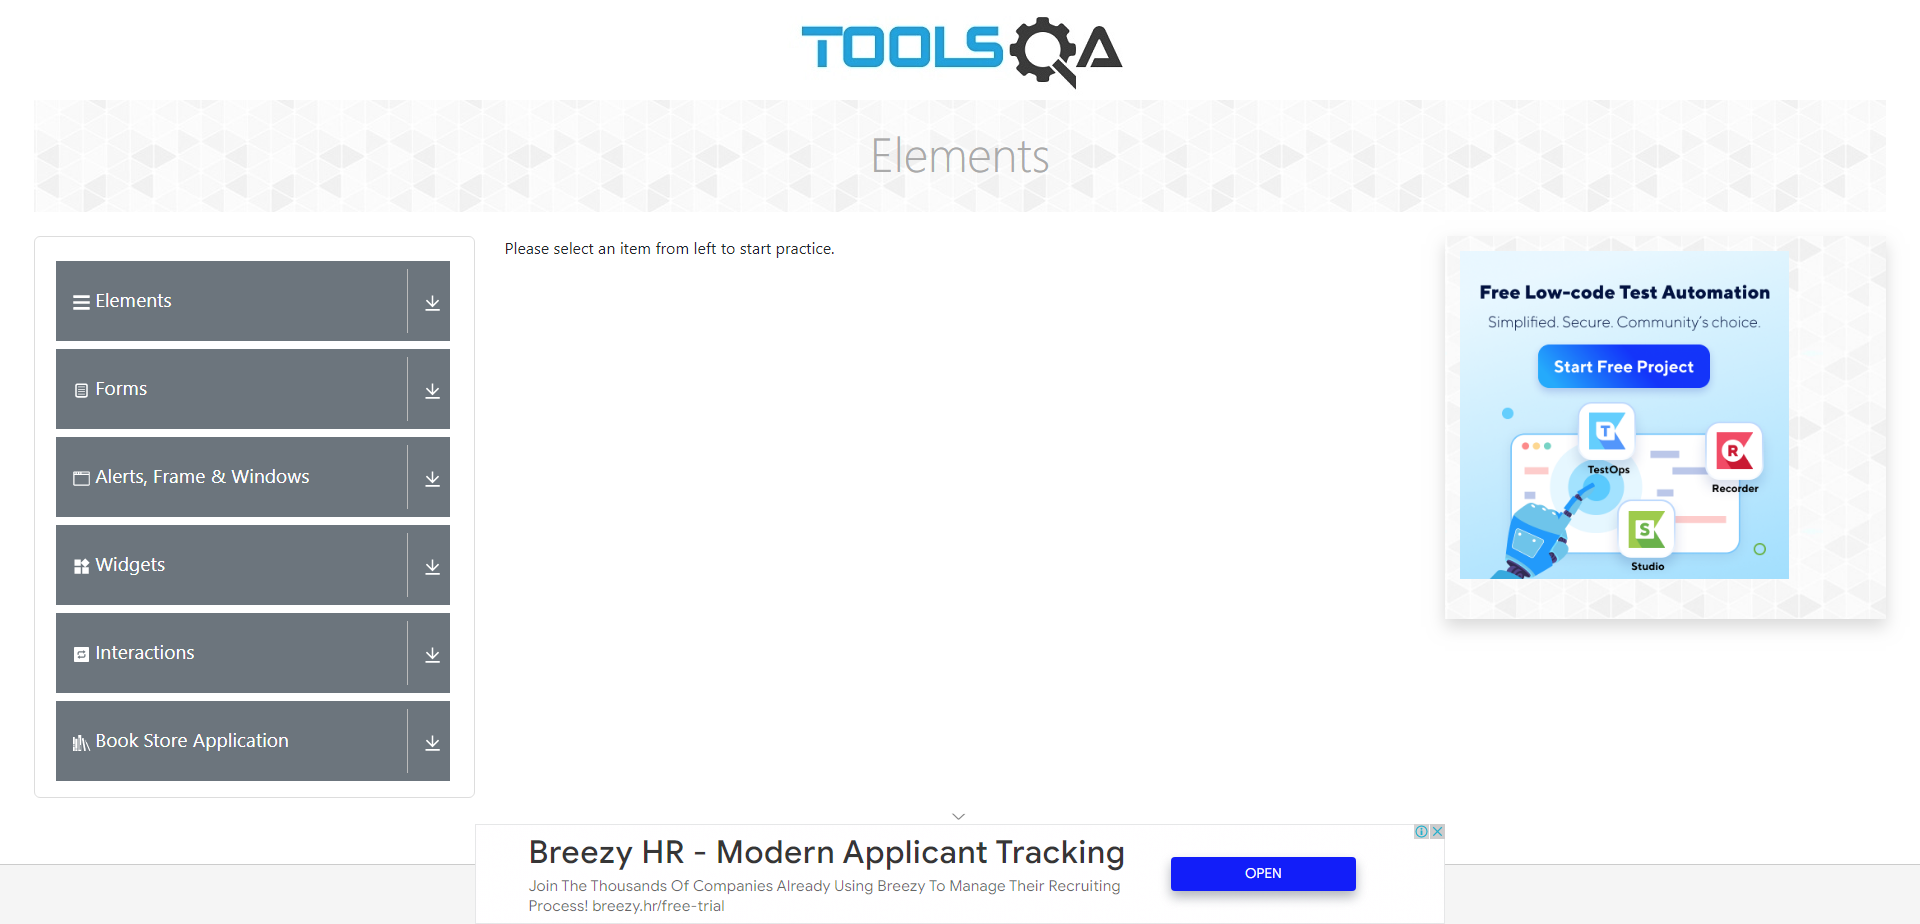 TOOLSQA
Elements
Elements
Forms
Alerts, Frame & Windows
Widgets
Interactions
Book Store Application
Please select an item from left to start practice.
Free Low-code Test Automation
Simplified. Secure. Community's choice.
Start Free Project
T
TestOps
R
Recorder
S
Studio
Breezy HR - Modern Applicant Tracking
Join The Thousands Of Companies Already Using Breezy To Manage Their Recruiting
Process! breezy.hr/free-trial
OPEN